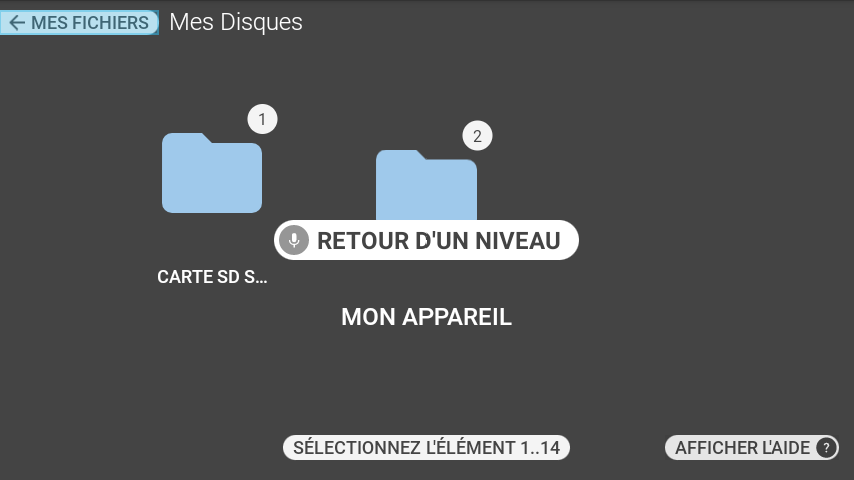 MES FICHIERS
Mes Disques
1
2
RETOUR D'UN NIVEAU
CARTE SD S...
MON APPAREIL
SÉLECTIONNEZ L'ÉLÉMENT 1..14
AFFICHER L'AIDE ?